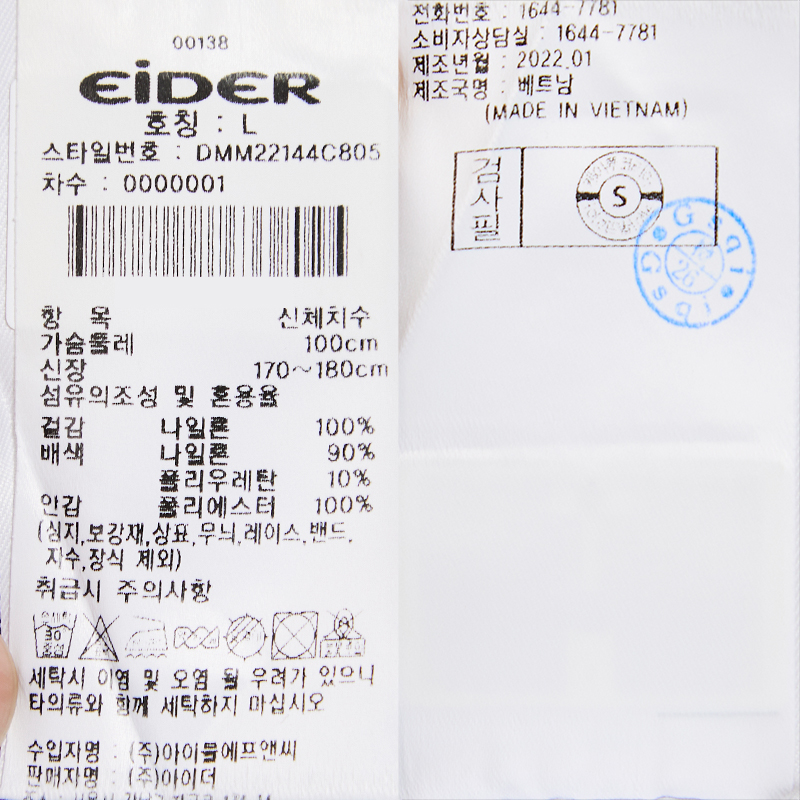 00138
EiDER
호칭 : L
스타일번호 : DMM22144C805
차수 : 0000001
항 목 신체치수
가슴둘레 100cm
신장 170~180cm
섬유의조성 및 혼용율
겉감 나일론 100%
배색 나일론 90%
폴리우레탄 10%
안감 폴리에스터 100%
(심지,보강재,상표,무늬,레이스,밴드,
자수,장식 제외)
취급시 주의사항
30
세탁시 이염 및 오염 될 우려가 있으니
타의류와 함께 세탁하지 마십시오
수입자명 : (주)아이플에프앤씨
판매자명 : (주)아이더
전화번호 : 1644-7781
소비자상담실 : 1644-7781
제조년월 : 2022.01
제조국명 : 베트남
(MADE IN VIETNAM)
검사필
S